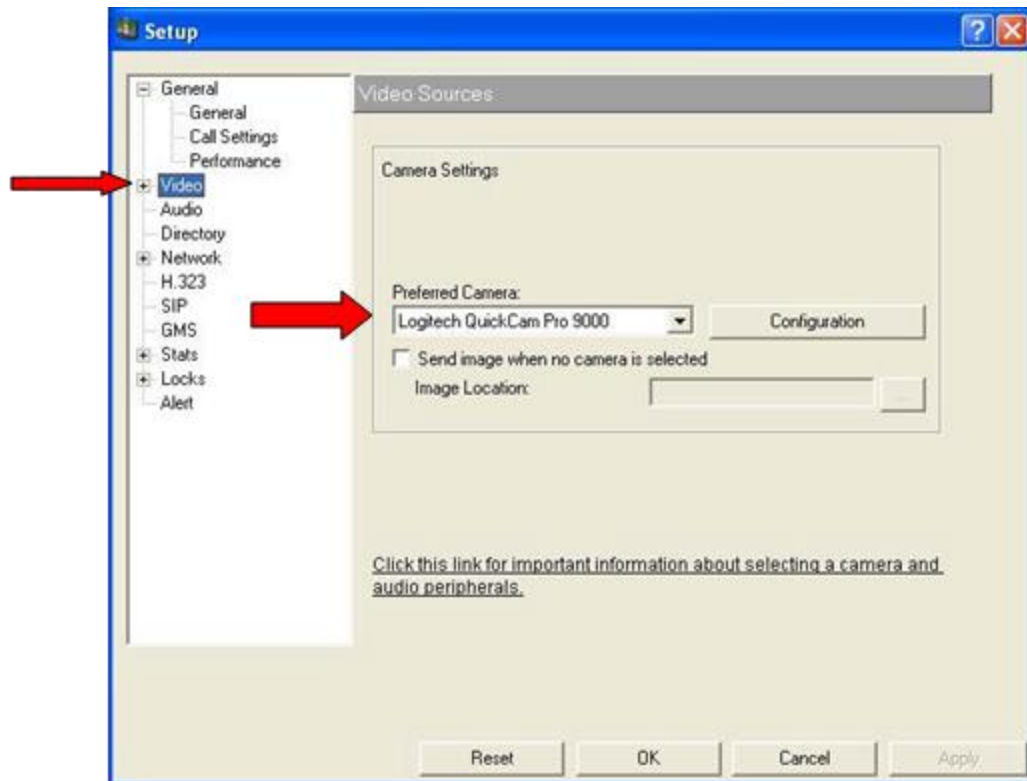 Setup
General
General
Call Settings
Performance
Video
Audio
Directory
Network
H.323
SIP
GMS
Stats
Locks
Alert
Video Sources
Camera Settings
Preferred Camera:
Logitech QuickCam Pro 9000
Configuration
Send image when no camera is selected
Image Location:
...
Click this link for important information about selecting a camera and
audio peripherals.
Reset
OK
Cancel
Apply